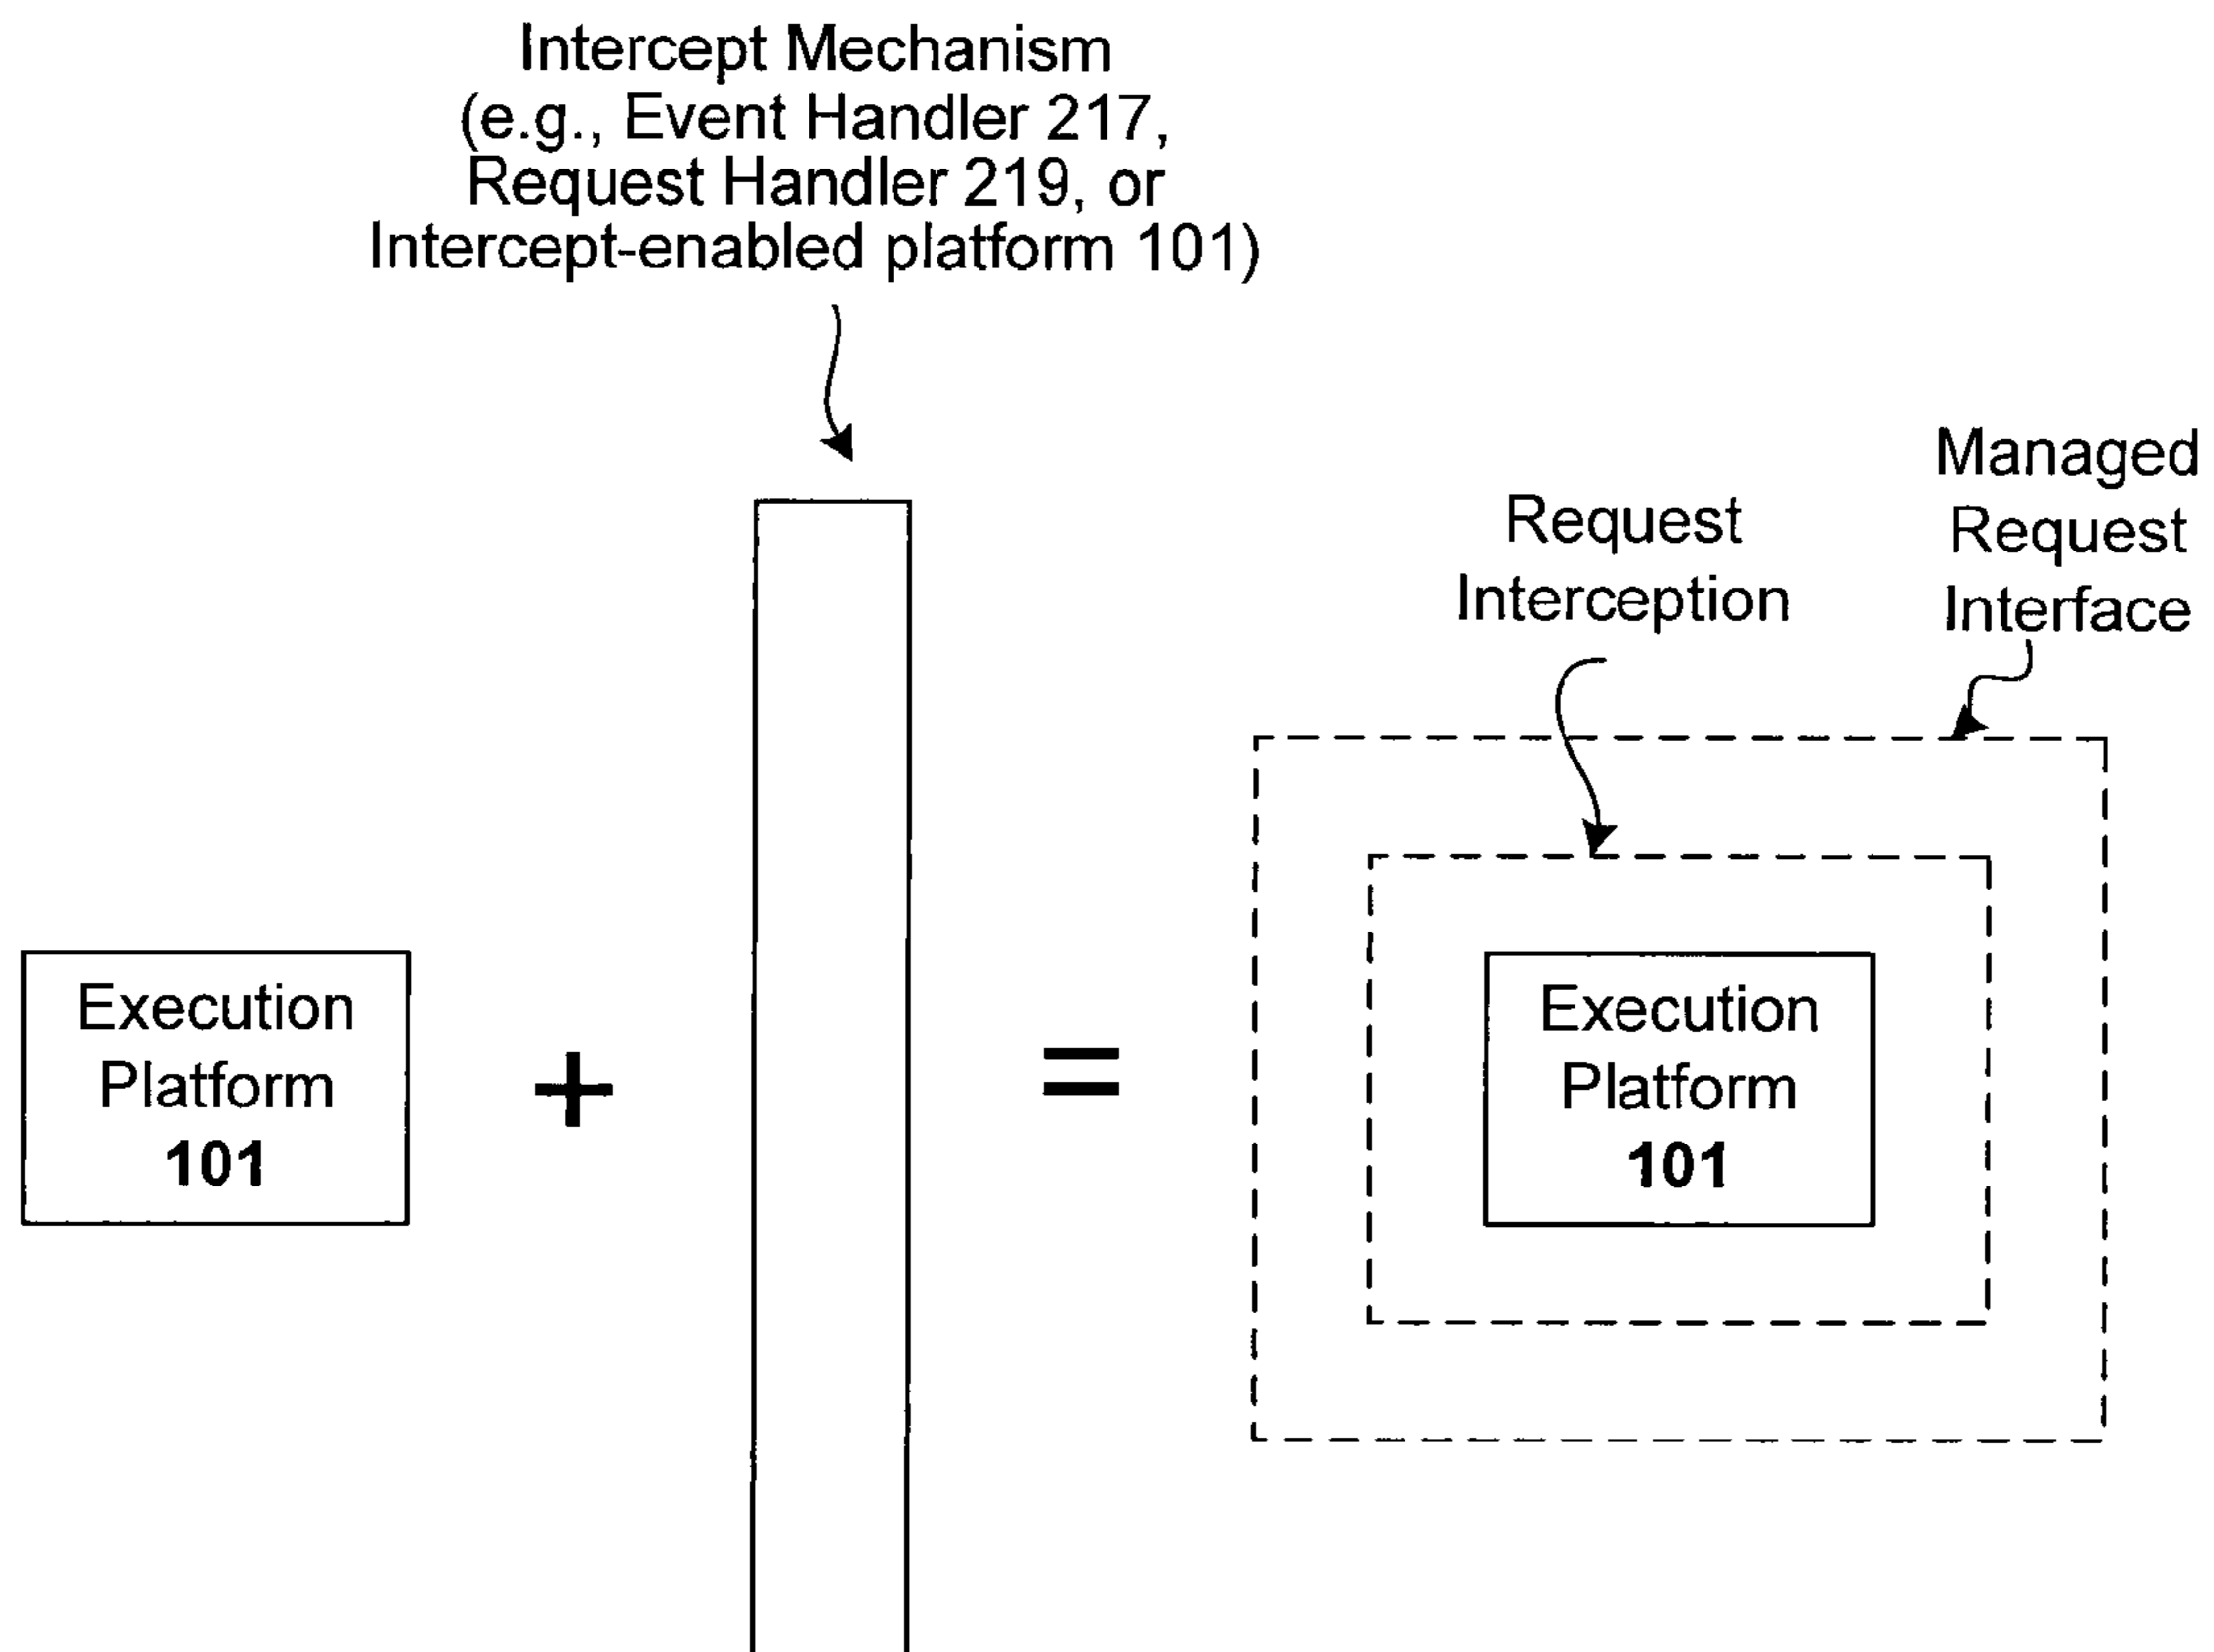 Intercept Mechanism
(e.g., Event Handler 217,
Request Handler 219, or
Intercept-enabled platform 101)
Managed
Request
Interface
Request
Interception
Execution
Platform
101
+
=
Execution
Platform
101